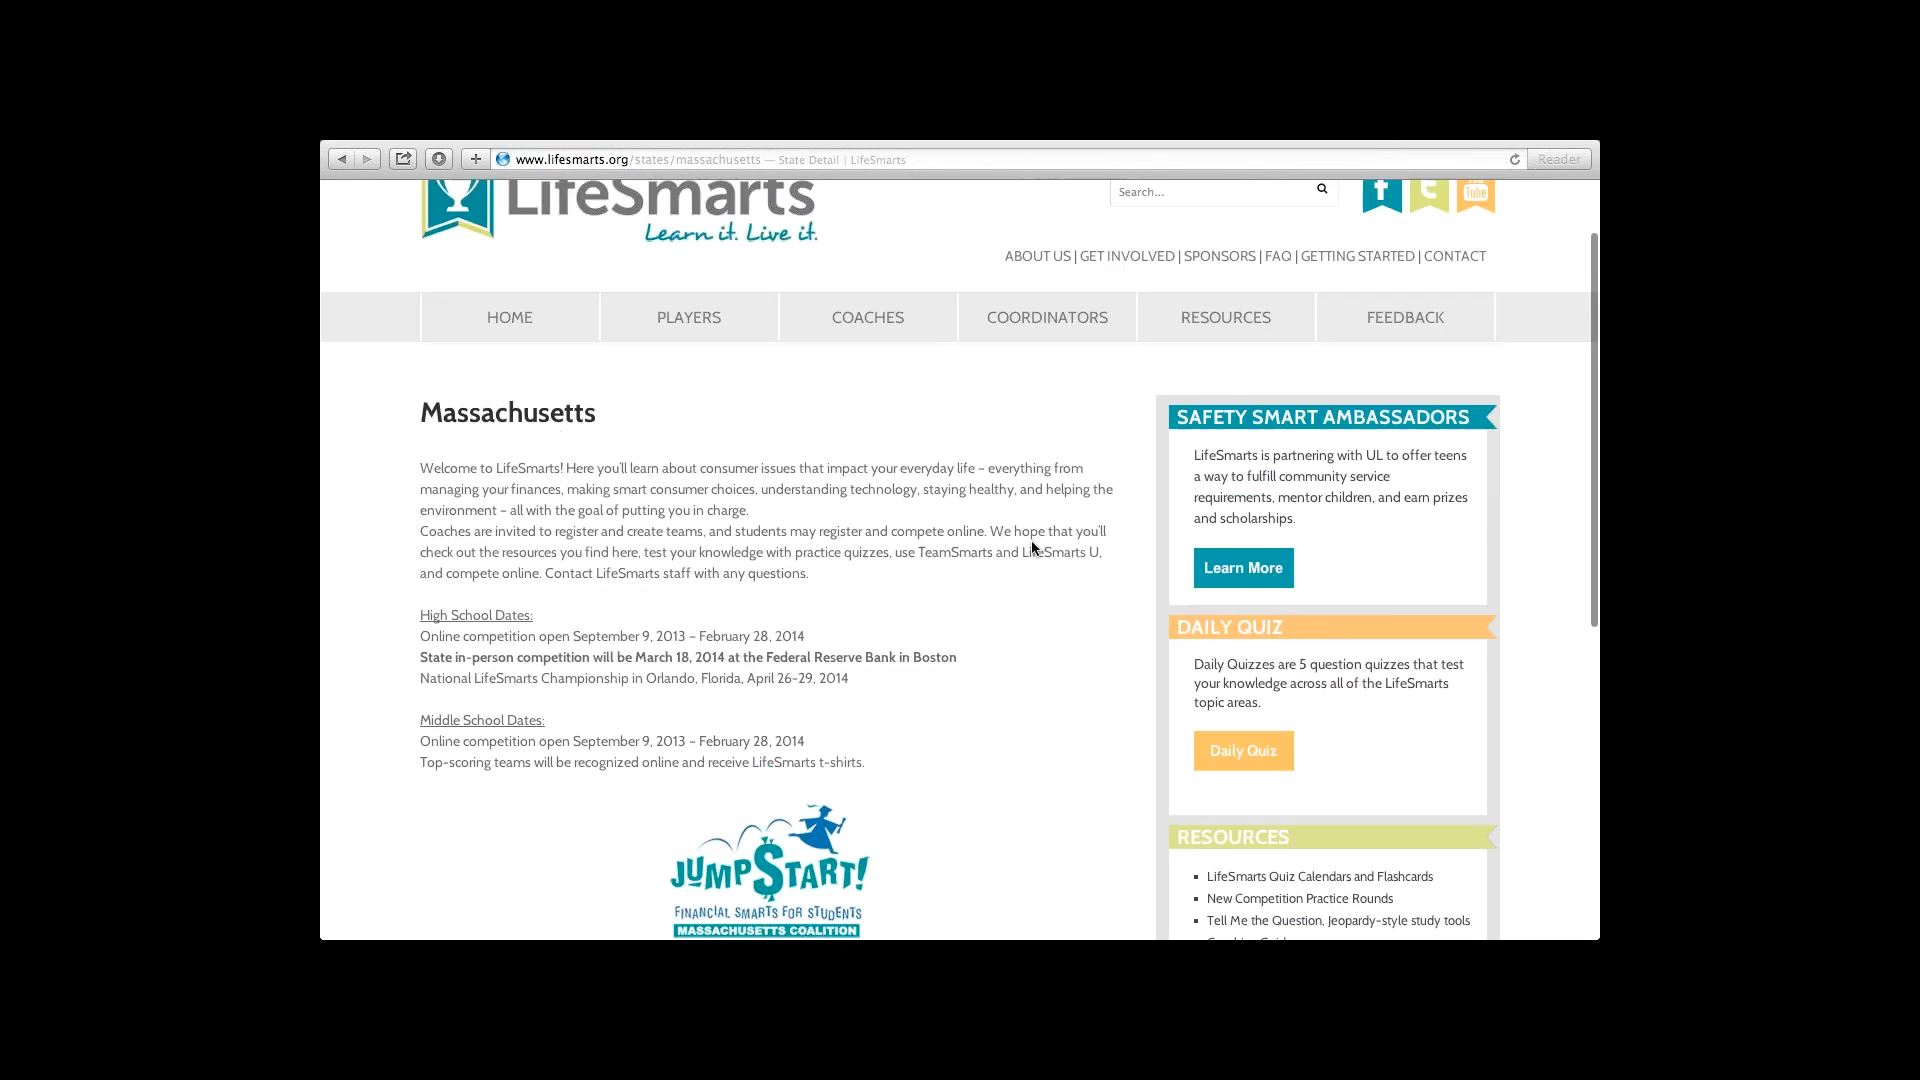 www.lifesmarts.org/states/massachusetts — State Detail | LifeSmarts
Reader
LifeSmarts
Learn it. Live it.
Search...
You
Tube
ABOUT US | GET INVOLVED | SPONSORS | FAQ | GETTING STARTED | CONTACT
HOME
PLAYERS
COACHES
COORDINATORS
RESOURCES
FEEDBACK
Massachusetts
Welcome to LifeSmarts! Here you'll learn about consumer issues that impact your everyday life – everything from
managing your finances, making smart consumer choices, understanding technology, staying healthy, and helping the
environment – all with the goal of putting you in charge.
Coaches are invited to register and create teams, and students may register and compete online. We hope that you'll
check out the resources you find here, test your knowledge with practice quizzes, use TeamSmarts and LifeSmarts U,
and compete online. Contact LifeSmarts staff with any questions.
High School Dates:
Online competition open September 9, 2013 – February 28, 2014
State in-person competition will be March 18, 2014 at the Federal Reserve Bank in Boston
National LifeSmarts Championship in Orlando, Florida, April 26-29, 2014
Middle School Dates:
Online competition open September 9, 2013 – February 28, 2014
Top-scoring teams will be recognized online and receive LifeSmarts t-shirts.
JUMP$TART!
FINANCIAL SMARTS FOR STUDENTS
MASSACHUSETTS COALITION
SAFETY SMART AMBASSADORS
LifeSmarts is partnering with UL to offer teens
a way to fulfill community service
requirements, mentor children, and earn prizes
and scholarships.
Learn More
DAILY QUIZ
Daily Quizzes are 5 question quizzes that test
your knowledge across all of the LifeSmarts
topic areas.
Daily Quiz
RESOURCES
LifeSmarts Quiz Calendars and Flashcards
New Competition Practice Rounds
Tell Me the Question, Jeopardy-style study tools